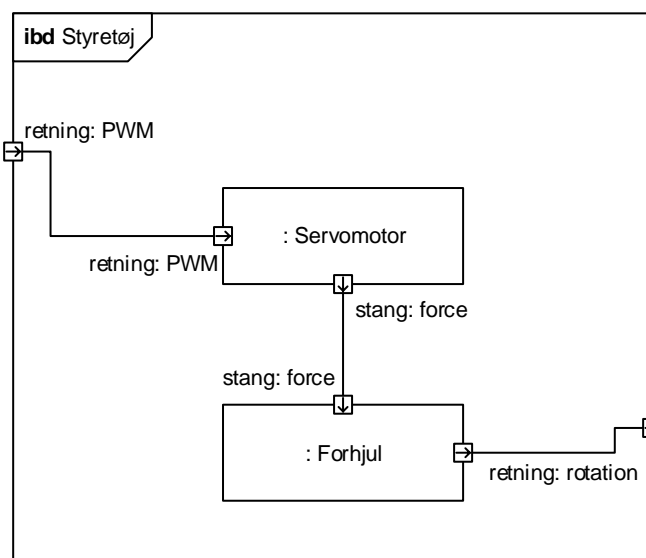 ibd Styretøj
retning: PWM
: Servomotor
retning: PWM
stang: force
stang: force
: Forhjul
retning: rotation